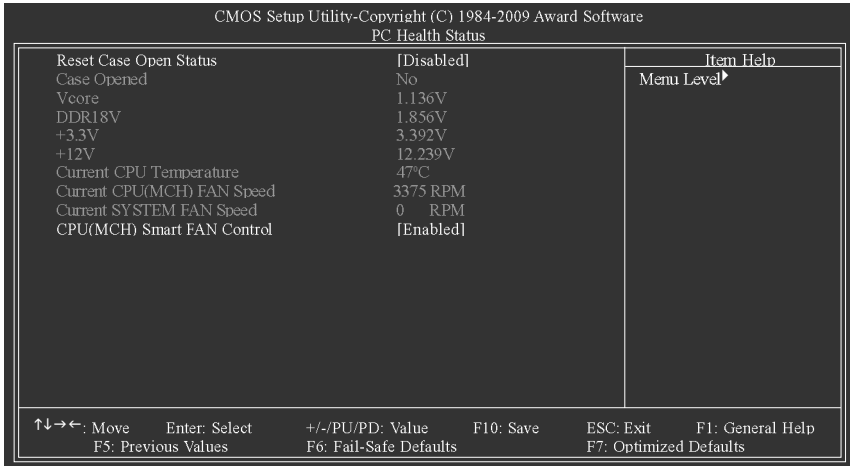 CMOS Setup Utility-Copyright (C) 1984-2009 Award Software
PC Health Status
Reset Case Open Status [Disabled]
Case Opened No
Vcore 1.136V
DDR18V 1.856V
+3.3V 3.392V
+12V 12.239V
Current CPU Temperature 47°C
Current CPU(MCH) FAN Speed 3375 RPM
Current SYSTEM FAN Speed 0 RPM
CPU(MCH) Smart FAN Control [Enabled]
Item Help
Menu Level▶
↑↓→←: Move Enter: Select +/-/PU/PD: Value F10: Save ESC: Exit F1: General Help
F5: Previous Values F6: Fail-Safe Defaults F7: Optimized Defaults